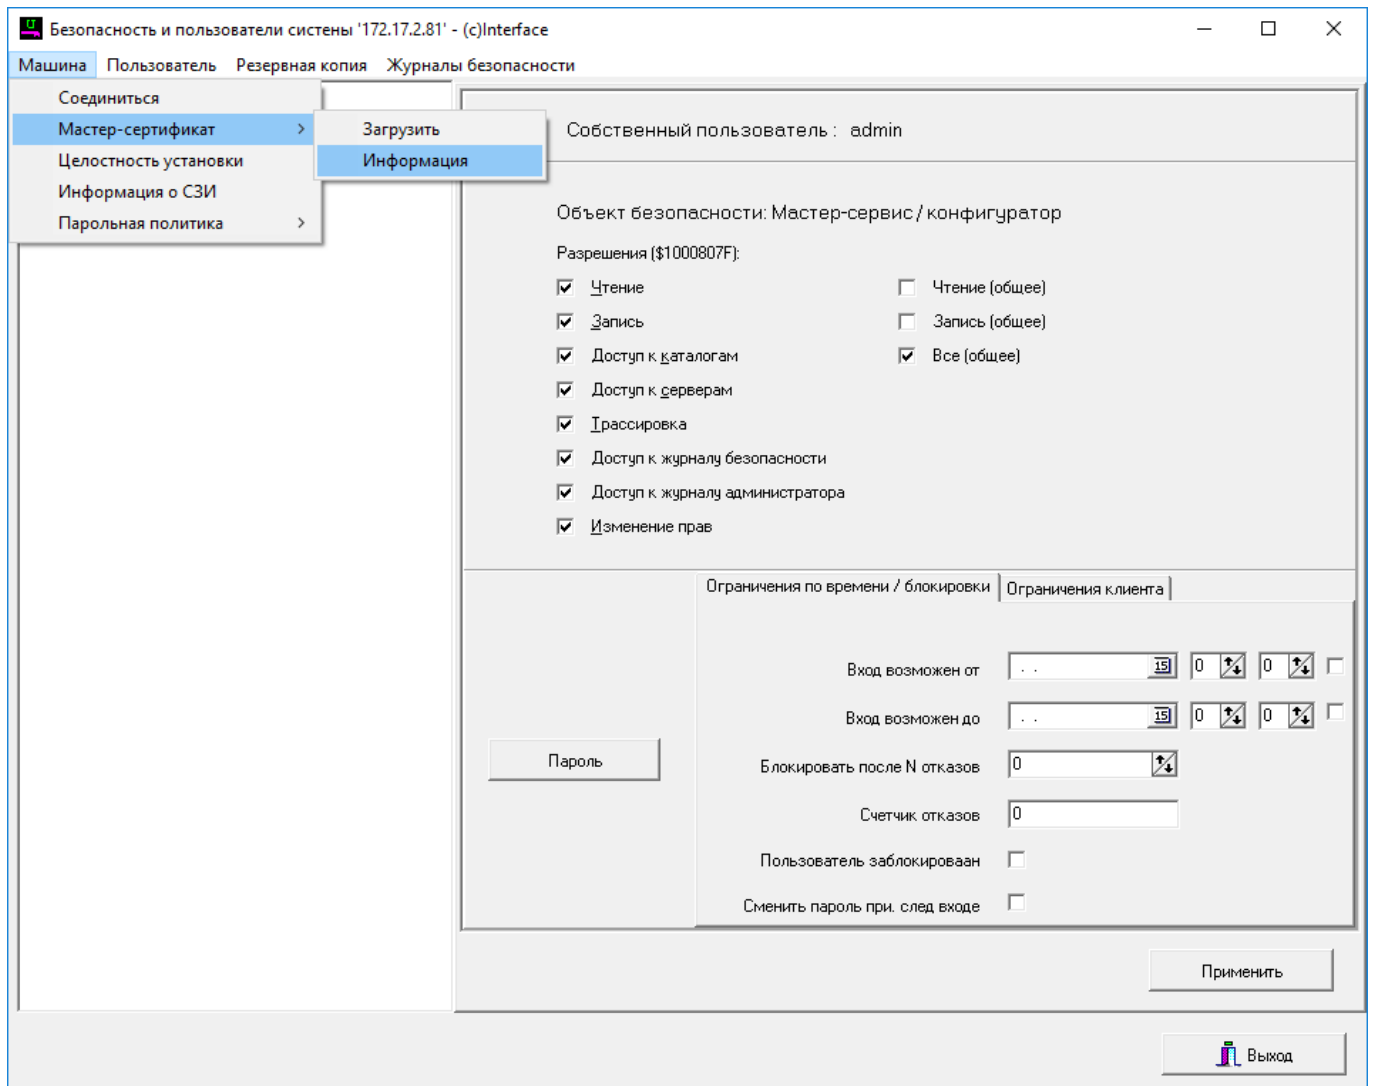 Безопасность и пользователи системы '172.17.2.81' - (c)Interface
Машина Пользователь Резервная копия Журналы безопасности
Соединиться
Мастер-сертификат
Целостность установки
Информация о СЗИ
Парольная политика
Загрузить
Информация
Собственный пользователь : admin
Объект безопасности: Мастер-сервис / конфигуратор
Разрешения ($1000807F):
Чтение Чтение (общее)
Запись Запись (общее)
Доступ к каталогам Все (общее)
Доступ к серверам
Трассировка
Доступ к журналу безопасности
Доступ к журналу администратора
Изменение прав
Ограничения по времени / блокировки Ограничения клиента
Вход возможен от . . 15 0 0
Вход возможен до . . 15 0 0
Пароль
Блокировать после N отказов 0
Счетчик отказов 0
Пользователь заблокироваан
Сменить пароль при. след входе
Применить
Выход